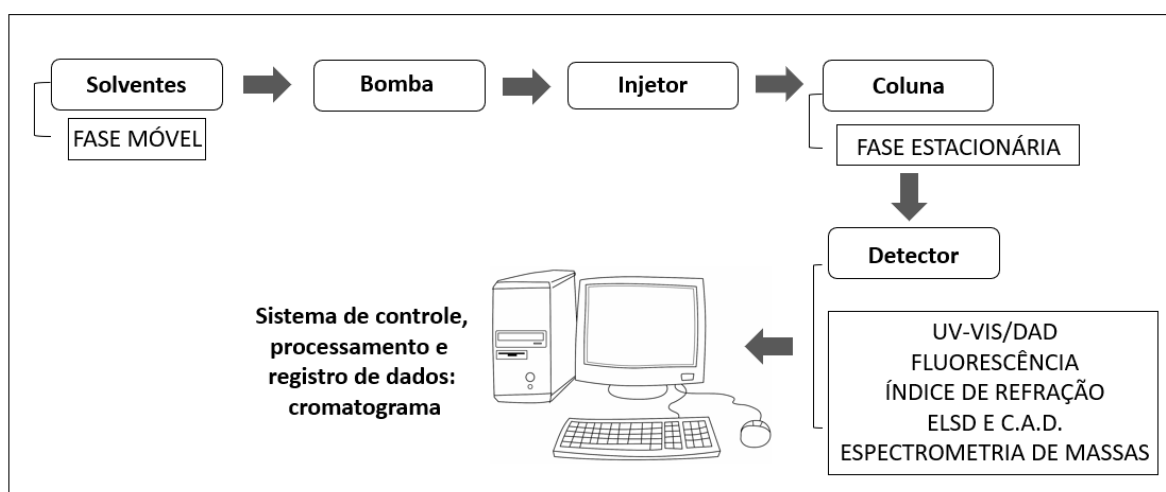 Solventes
Bomba
Injetor
Coluna
FASE MÓVEL
FASE ESTACIONÁRIA
Detector
UV-VIS/DAD
FLUORESCÊNCIA
ÍNDICE DE REFRAÇÃO
ELSD E C.A.D.
ESPECTROMETRIA DE MASSAS
Sistema de controle,
processamento e
registro de dados:
cromatograma